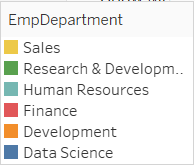 EmpDepartment
Sales
Research & Developm..
Human Resources
Finance
Development
Data Science